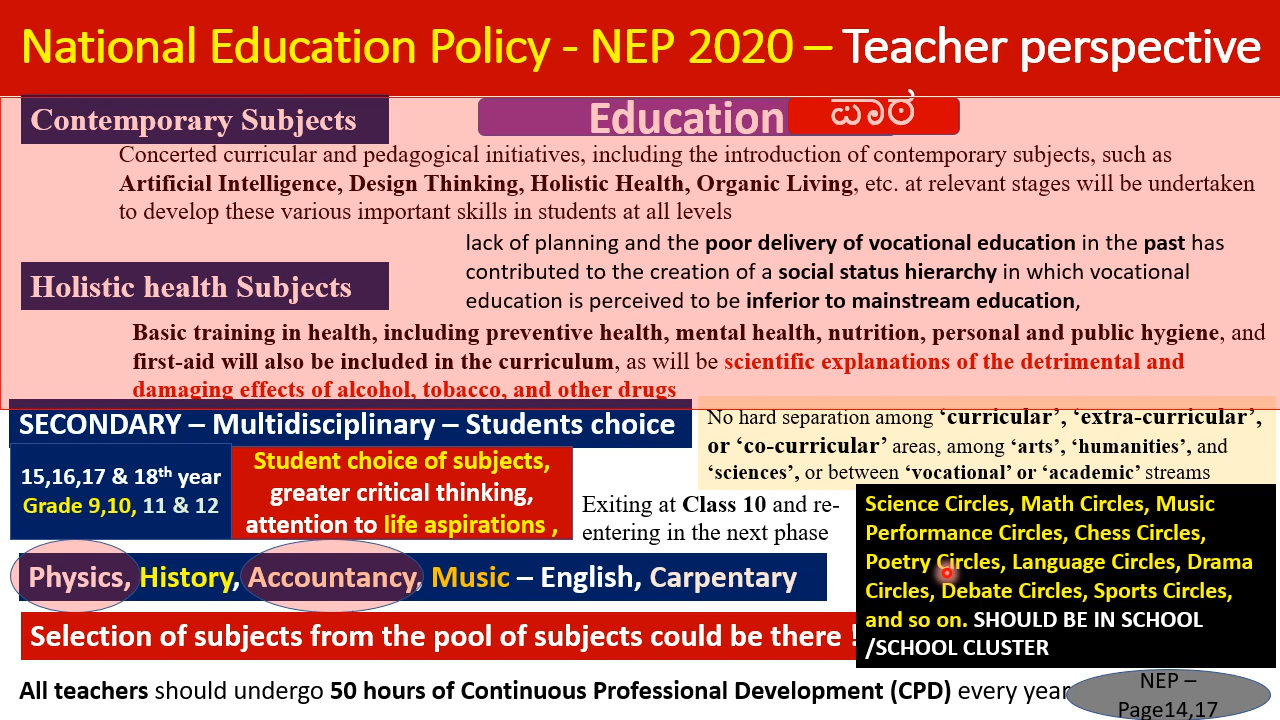 National Education Policy - NEP 2020 – Teacher perspective
Contemporary Subjects
Education
ಪಾಠ
Concerted curricular and pedagogical initiatives, including the introduction of contemporary subjects, such as
Artificial Intelligence, Design Thinking, Holistic Health, Organic Living, etc. at relevant stages will be undertaken
to develop these various important skills in students at all levels
lack of planning and the poor delivery of vocational education in the past has
contributed to the creation of a social status hierarchy in which vocational
education is perceived to be inferior to mainstream education,
Holistic health Subjects
Basic training in health, including preventive health, mental health, nutrition, personal and public hygiene, and
first-aid will also be included in the curriculum, as will be scientific explanations of the detrimental and
damaging effects of alcohol, tobacco, and other drugs
SECONDARY – Multidisciplinary – Students choice
No hard separation among ‘curricular’, ‘extra-curricular’,
or ‘co-curricular’ areas, among ‘arts’, ‘humanities’, and
‘sciences’, or between ‘vocational’ or ‘academic’ streams
15,16,17 & 18th year
Grade 9,10, 11 & 12
Student choice of subjects,
greater critical thinking,
attention to life aspirations ,
Exiting at Class 10 and re-
entering in the next phase
Science Circles, Math Circles, Music
Performance Circles, Chess Circles,
Poetry Circles, Language Circles, Drama
Circles, Debate Circles, Sports Circles,
and so on. SHOULD BE IN SCHOOL
/SCHOOL CLUSTER
Physics, History, Accountancy, Music – English, Carpentary
Selection of subjects from the pool of subjects could be there !
All teachers should undergo 50 hours of Continuous Professional Development (CPD) every year
NEP –
Page14,17